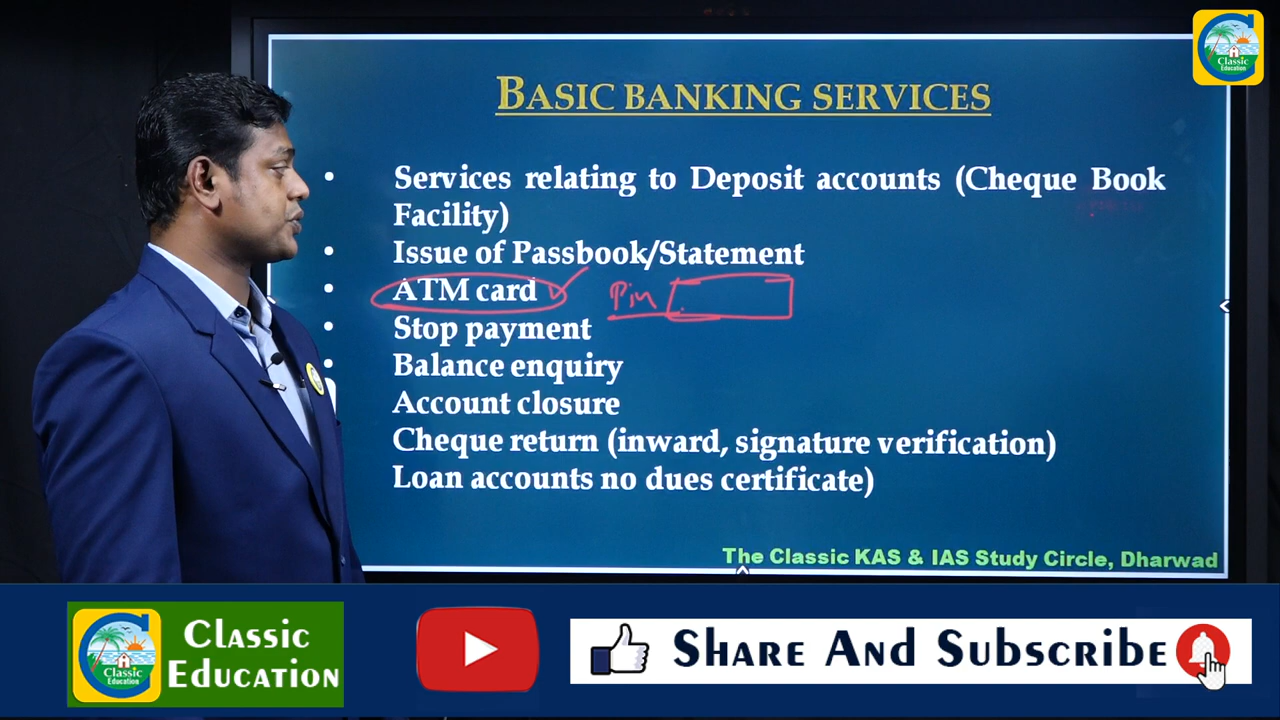 Classic
Education
BASIC BANKING SERVICES
• Services relating to Deposit accounts (Cheque Book
Facility)
• Issue of Passbook/Statement
• ATM card Pin
• Stop payment
• Balance enquiry
Account closure
Cheque return (inward, signature verification)
Loan accounts no dues certificate)
The Classic KAS & IAS Study Circle, Dharwad
Classic
Education
CLASSIC
EDUCATION
SHARE AND SUBSCRIBE